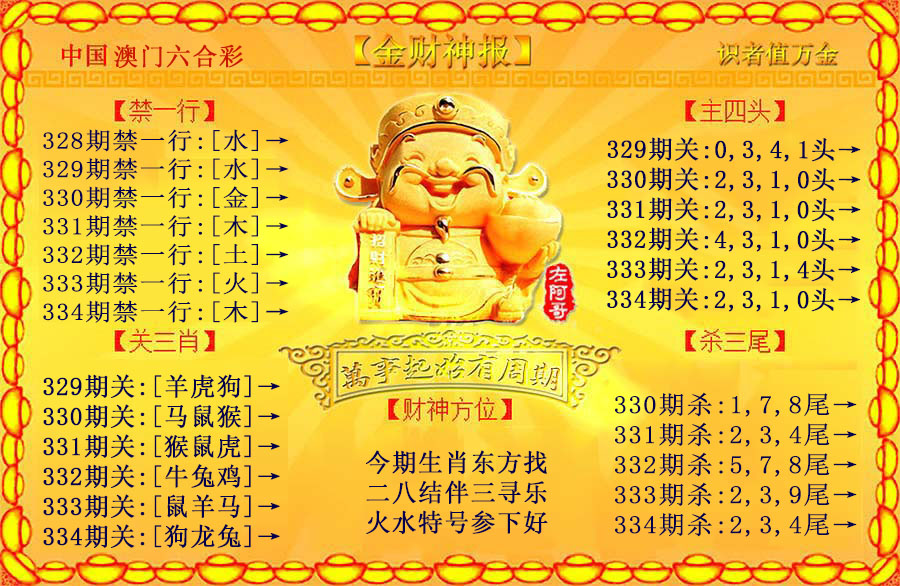 中国 澳门六合彩
【金财神报】
识者值万金
【禁一行】
328期禁一行:[水]→
329期禁一行:[水]→
330期禁一行:[金]→
331期禁一行:[木]→
332期禁一行:[土]→
333期禁一行:[火]→
334期禁一行:[木]→
【主四头】
329期关:0,3,4,1头→
330期关:2,3,1,0头→
331期关:2,3,1,0头→
332期关:4,3,1,0头→
333期关:2,3,1,4头→
334期关:2,3,1,0头→
招财進寶
左阿哥
【关三肖】
329期关:[羊虎狗]→
330期关:[马鼠猴]→
331期关:[猴鼠虎]→
332期关:[牛兔鸡]→
333期关:[鼠羊马]→
334期关:[狗龙兔]→
【财神方位】
今期生肖东方找
二八结伴三寻乐
火水特号参下好
【杀三尾】
330期杀:1,7,8尾→
331期杀:2,3,4尾→
332期杀:5,7,8尾→
333期杀:2,3,9尾→
334期杀:2,3,4尾→